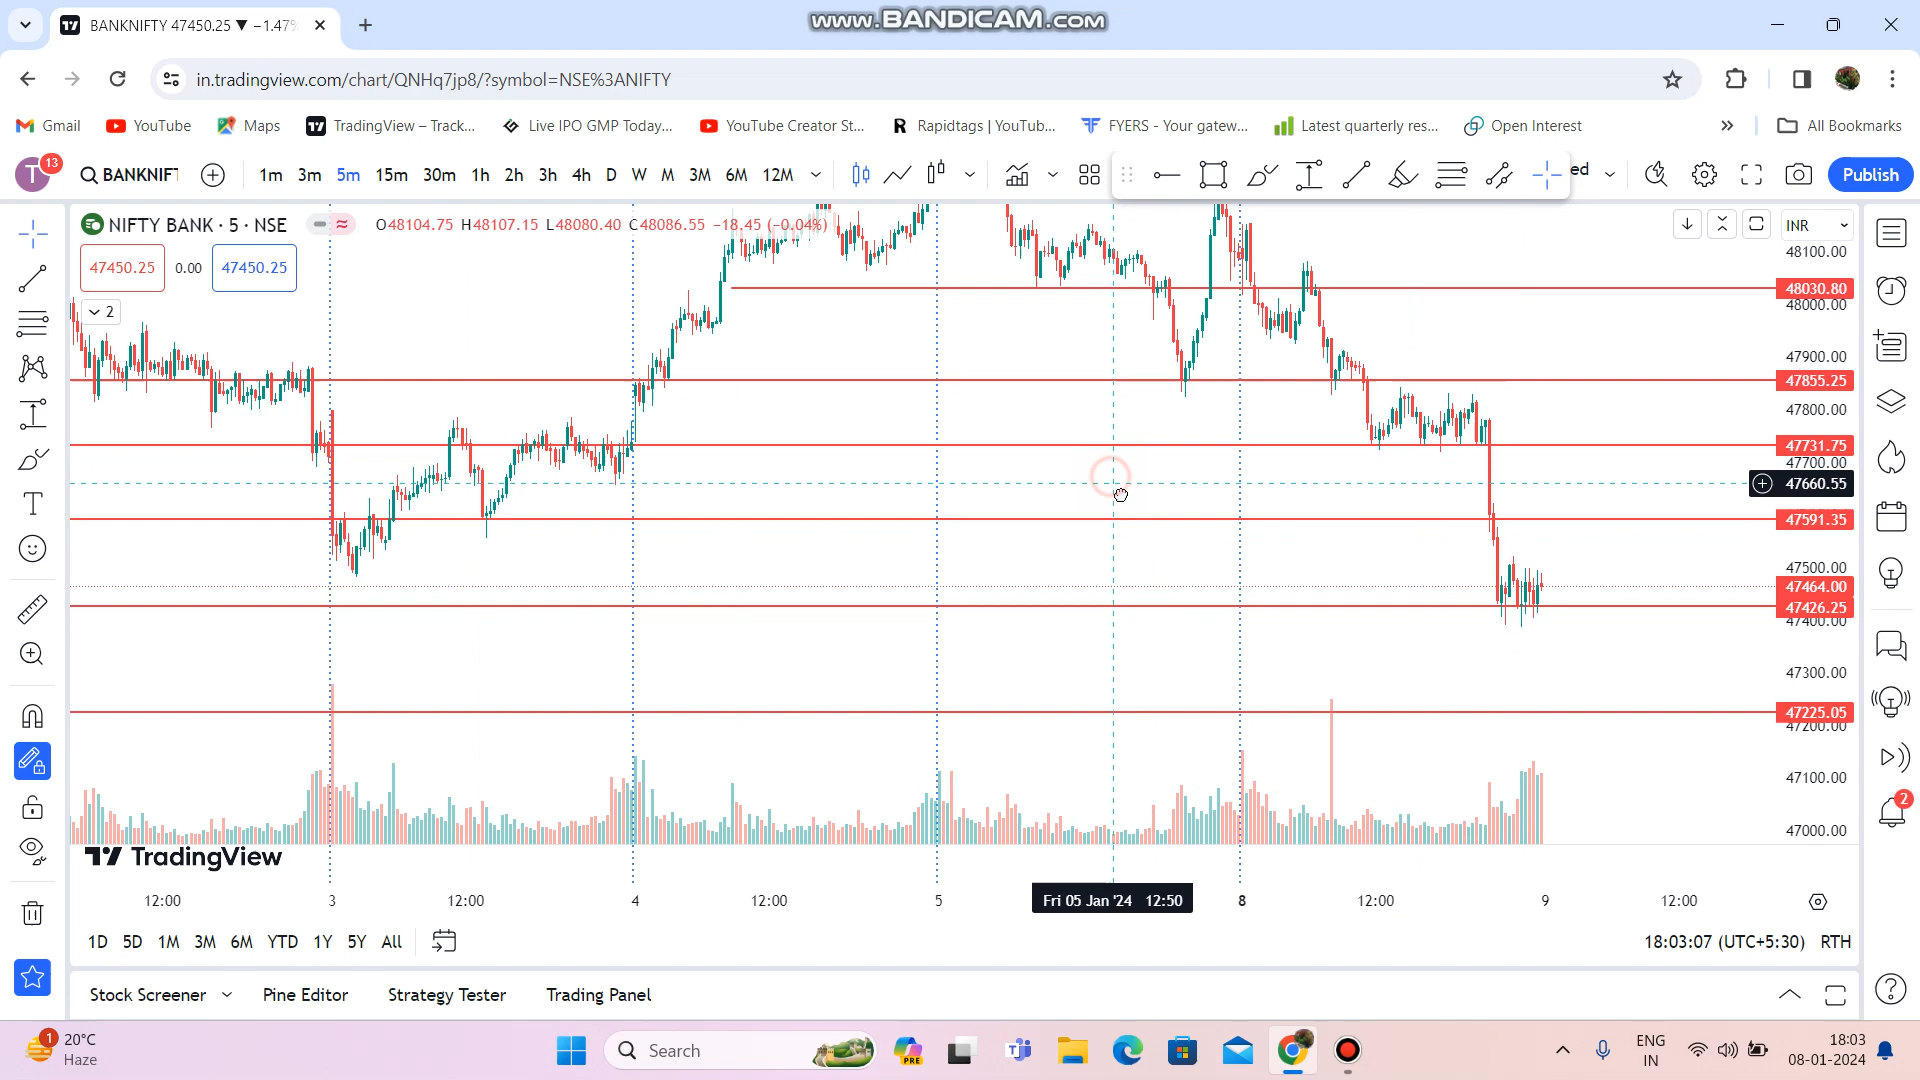 BANKNIFTY 47450.25 ▼ −1.47%
www.BANDICAM.com
in.tradingview.com/chart/QNHq7jp8/?symbol=NSE%3ANIFTY
Gmail YouTube Maps TradingView – Track... Live IPO GMP Today... YouTube Creator St... Rapidtags | YouTub... FYERS - Your gatew... Latest quarterly res... Open Interest » All Bookmarks
T 13 BANKNIFT 1m 3m 5m 15m 30m 1h 2h 3h 4h D W M 3M 6M 12M ed Publish
NIFTY BANK · 5 · NSE O48104.75 H48107.15 L48080.40 C48086.55 −18.45 (−0.04%) INR
47450.25 0.00 47450.25
2
48100.00
48030.80
48000.00
47900.00
47855.25
47800.00
47731.75
47700.00
47660.55
47591.35
47500.00
47464.00
47426.25
47400.00
47300.00
47225.05
47200.00
47100.00
47000.00
2
TradingView
12:00 3 12:00 4 12:00 5 Fri 05 Jan '24 12:50 8 12:00 9 12:00
1D 5D 1M 3M 6M YTD 1Y 5Y All 18:03:07 (UTC+5:30) RTH
Stock Screener Pine Editor Strategy Tester Trading Panel
1 20°C
Haze
Search
PRE
ENG
IN
18:03
08-01-2024